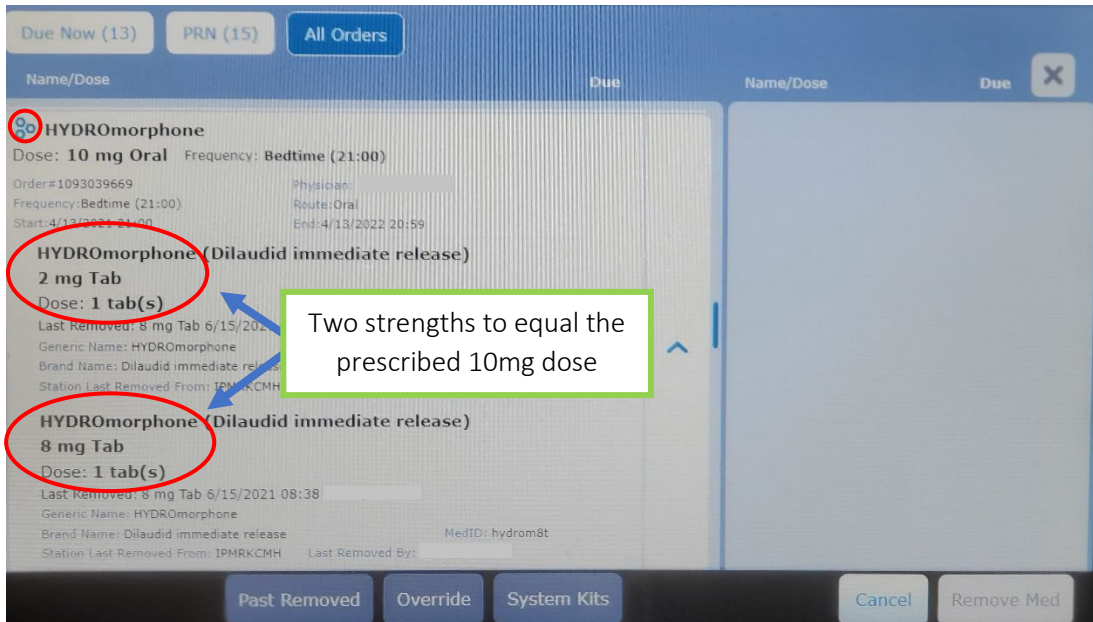 Due Now (13) PRN (15) All Orders
Name/Dose Due Name/Dose Due
HYDROmorphone
Dose: 10 mg Oral Frequency: Bedtime (21:00)
Order#1093039669 Physician:
Frequency:Bedtime (21:00) Route:Oral
Start:4/13/2021 21:00 End:4/13/2022 20:59
HYDROmorphone (Dilaudid immediate release)
2 mg Tab
Dose: 1 tab(s)
Last Removed: 8 mg Tab 6/15/202
Generic Name: HYDROmorphone
Brand Name: Dilaudid immediate release
Station Last Removed From: IPMRKCMH
Two strengths to equal the
prescribed 10mg dose
HYDROmorphone (Dilaudid immediate release)
8 mg Tab
Dose: 1 tab(s)
Last Removed: 8 mg Tab 6/15/2021 08:38
Generic Name: HYDROmorphone
Brand Name: Dilaudid immediate release MedID: hydrom8t
Station Last Removed From: IPMRKCMH Last Removed By:
Past Removed Override System Kits Cancel Remove Med